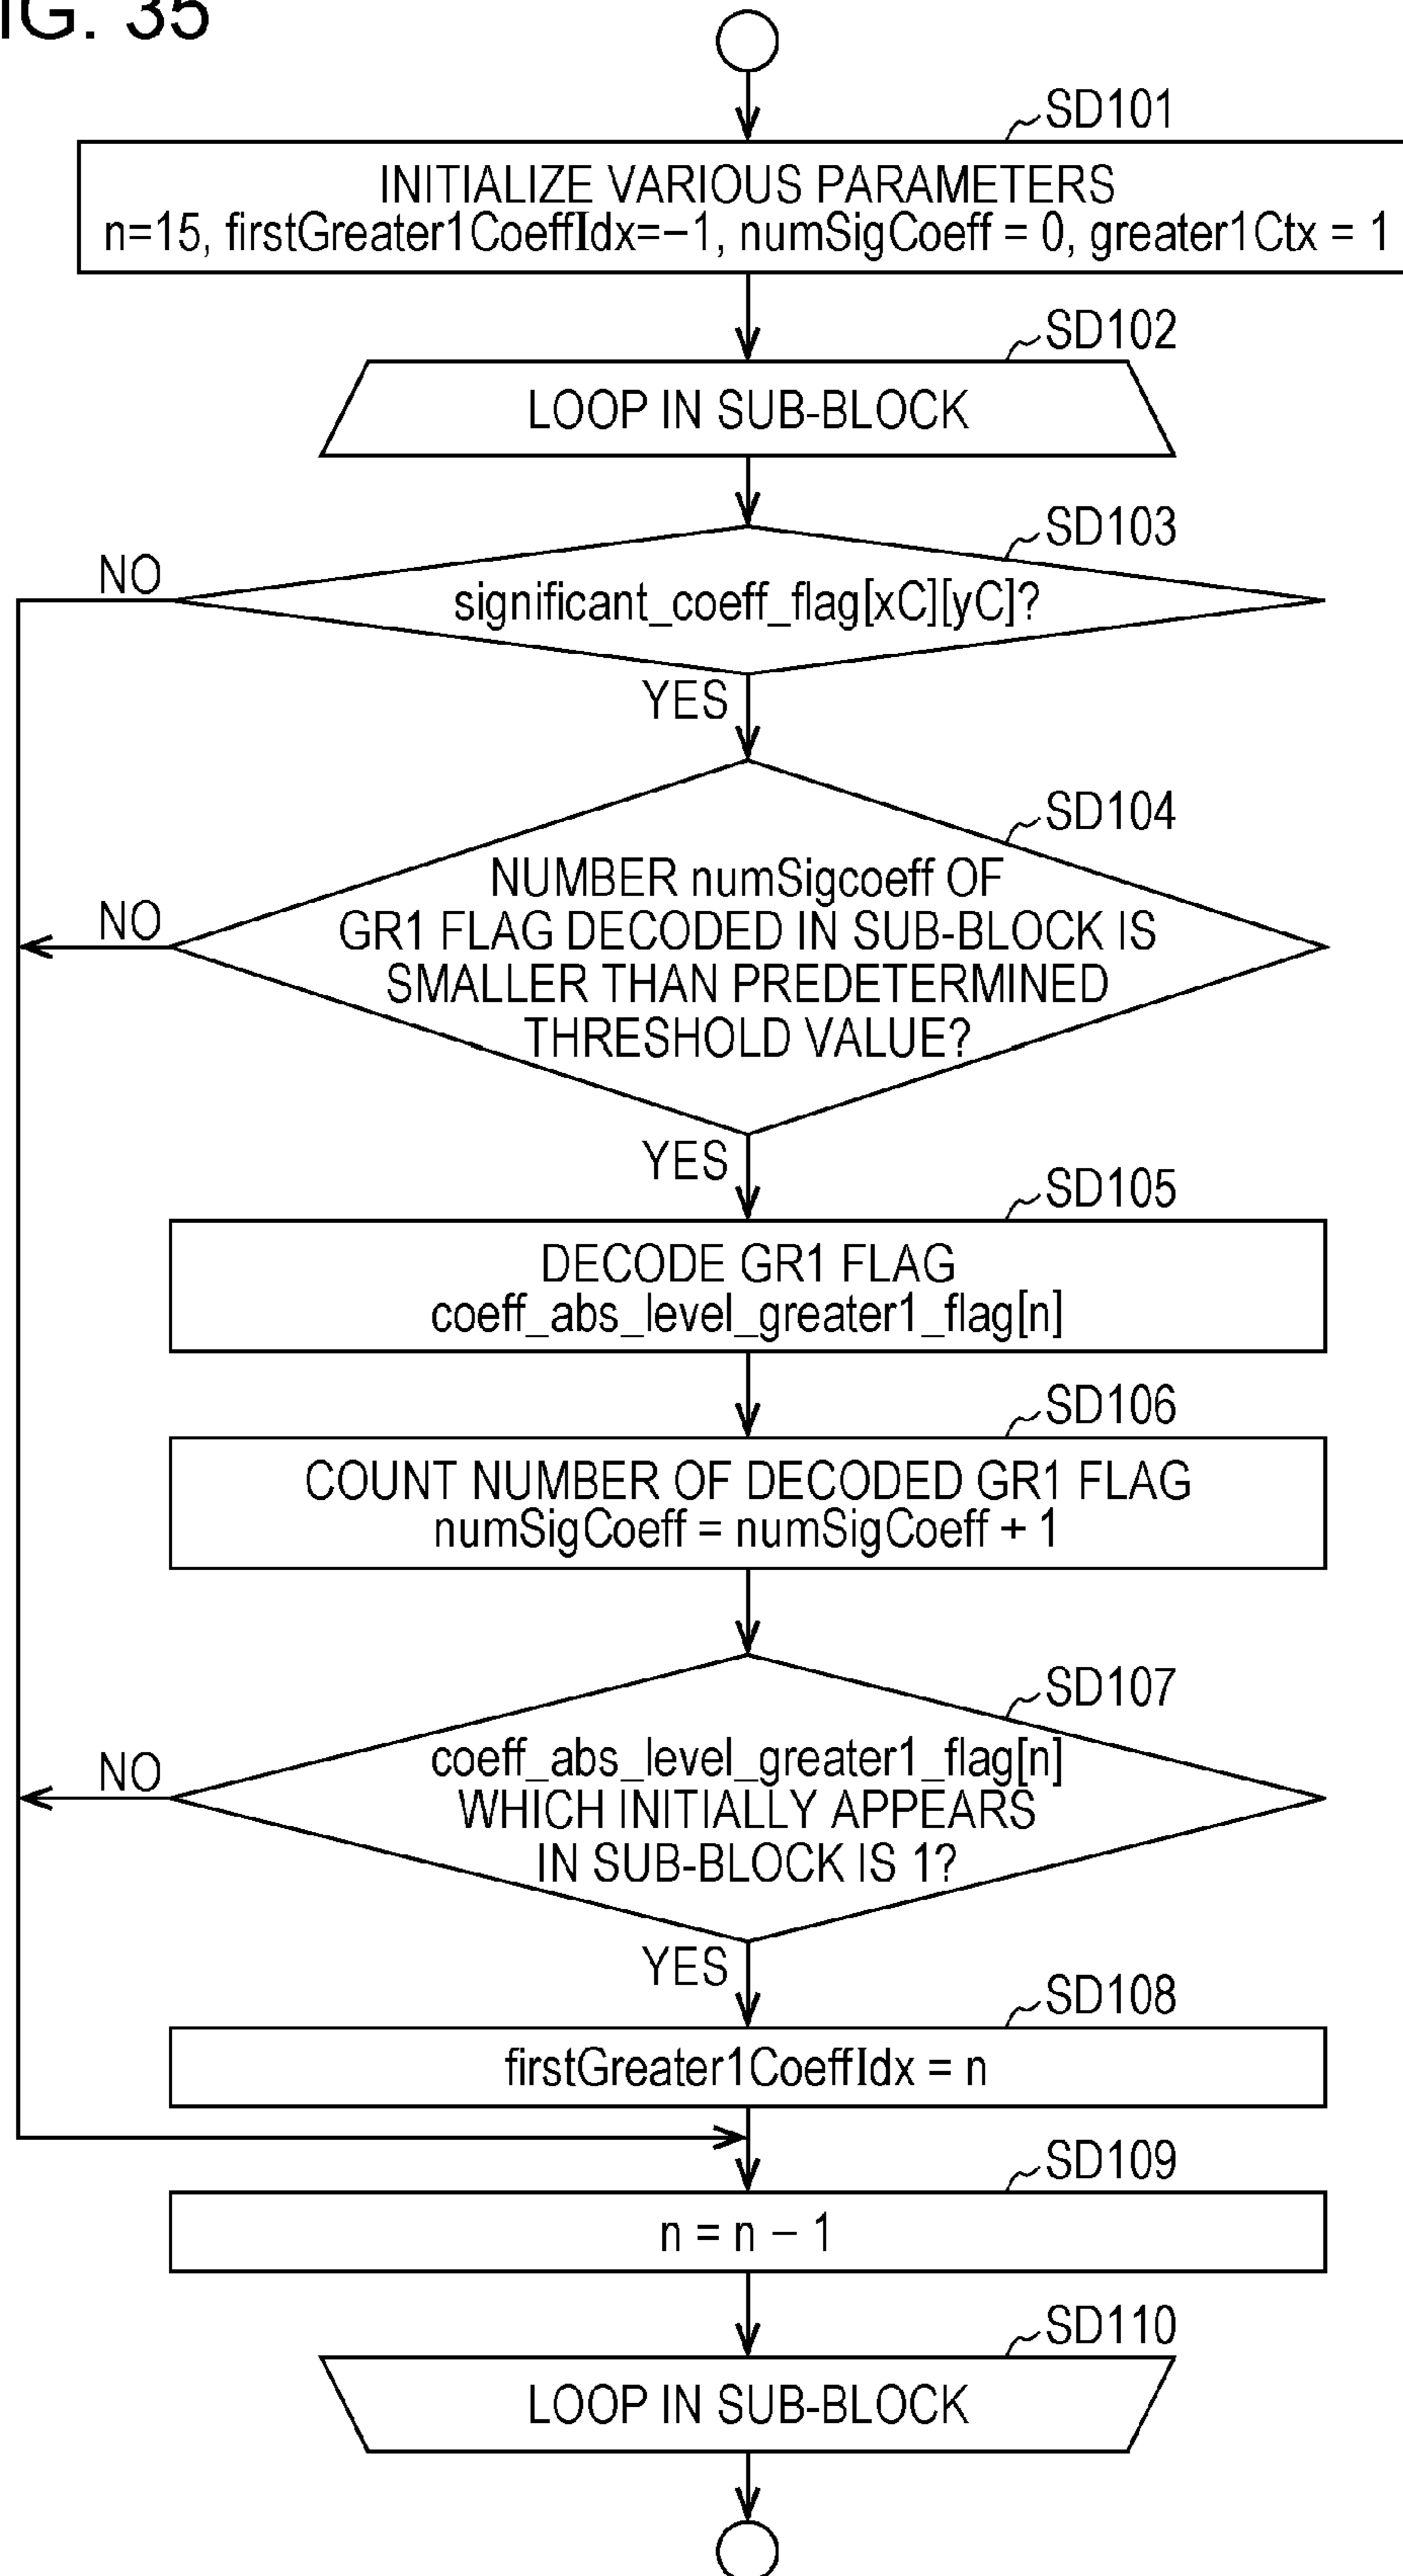 IG. 35
SD101
INITIALIZE VARIOUS PARAMETERS
n=15, firstGreater1CoeffIdx=−1, numSigCoeff = 0, greater1Ctx = 1
SD102
LOOP IN SUB-BLOCK
SD103
NO
significant_coeff_flag[xC][yC]?
YES
SD104
NO
NUMBER numSigcoeff OF
GR1 FLAG DECODED IN SUB-BLOCK IS
SMALLER THAN PREDETERMINED
THRESHOLD VALUE?
YES
SD105
DECODE GR1 FLAG
coeff_abs_level_greater1_flag[n]
SD106
COUNT NUMBER OF DECODED GR1 FLAG
numSigCoeff = numSigCoeff + 1
SD107
NO
coeff_abs_level_greater1_flag[n]
WHICH INITIALLY APPEARS
IN SUB-BLOCK IS 1?
YES
SD108
firstGreater1CoeffIdx = n
SD109
n = n − 1
SD110
LOOP IN SUB-BLOCK